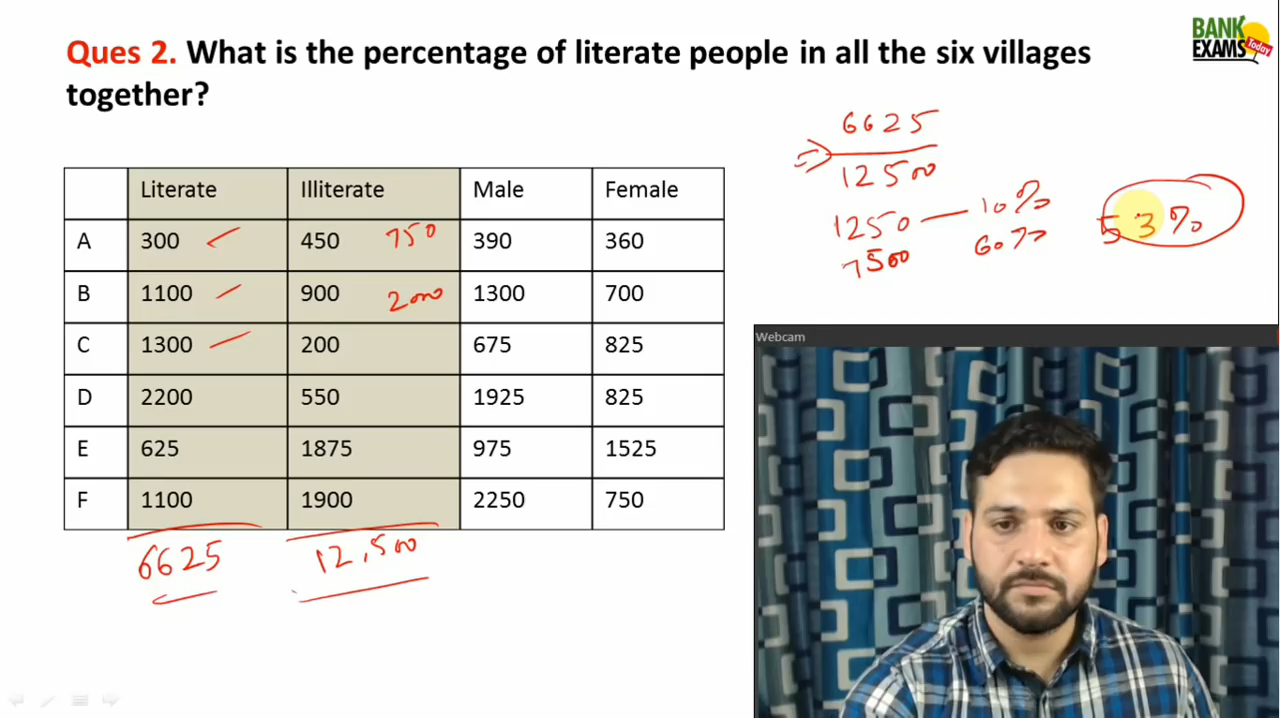 BANK
EXAMS Today
Ques 2. What is the percentage of literate people in all the six villages
together?
6625
12500
1250 — 10%
7500 60%
53%
Literate Illiterate Male Female
A 300 450 750 390 360
B 1100 900 2000 1300 700
C 1300 200 675 825
D 2200 550 1925 825
E 625 1875 975 1525
F 1100 1900 2250 750
6625 12,500
Webcam